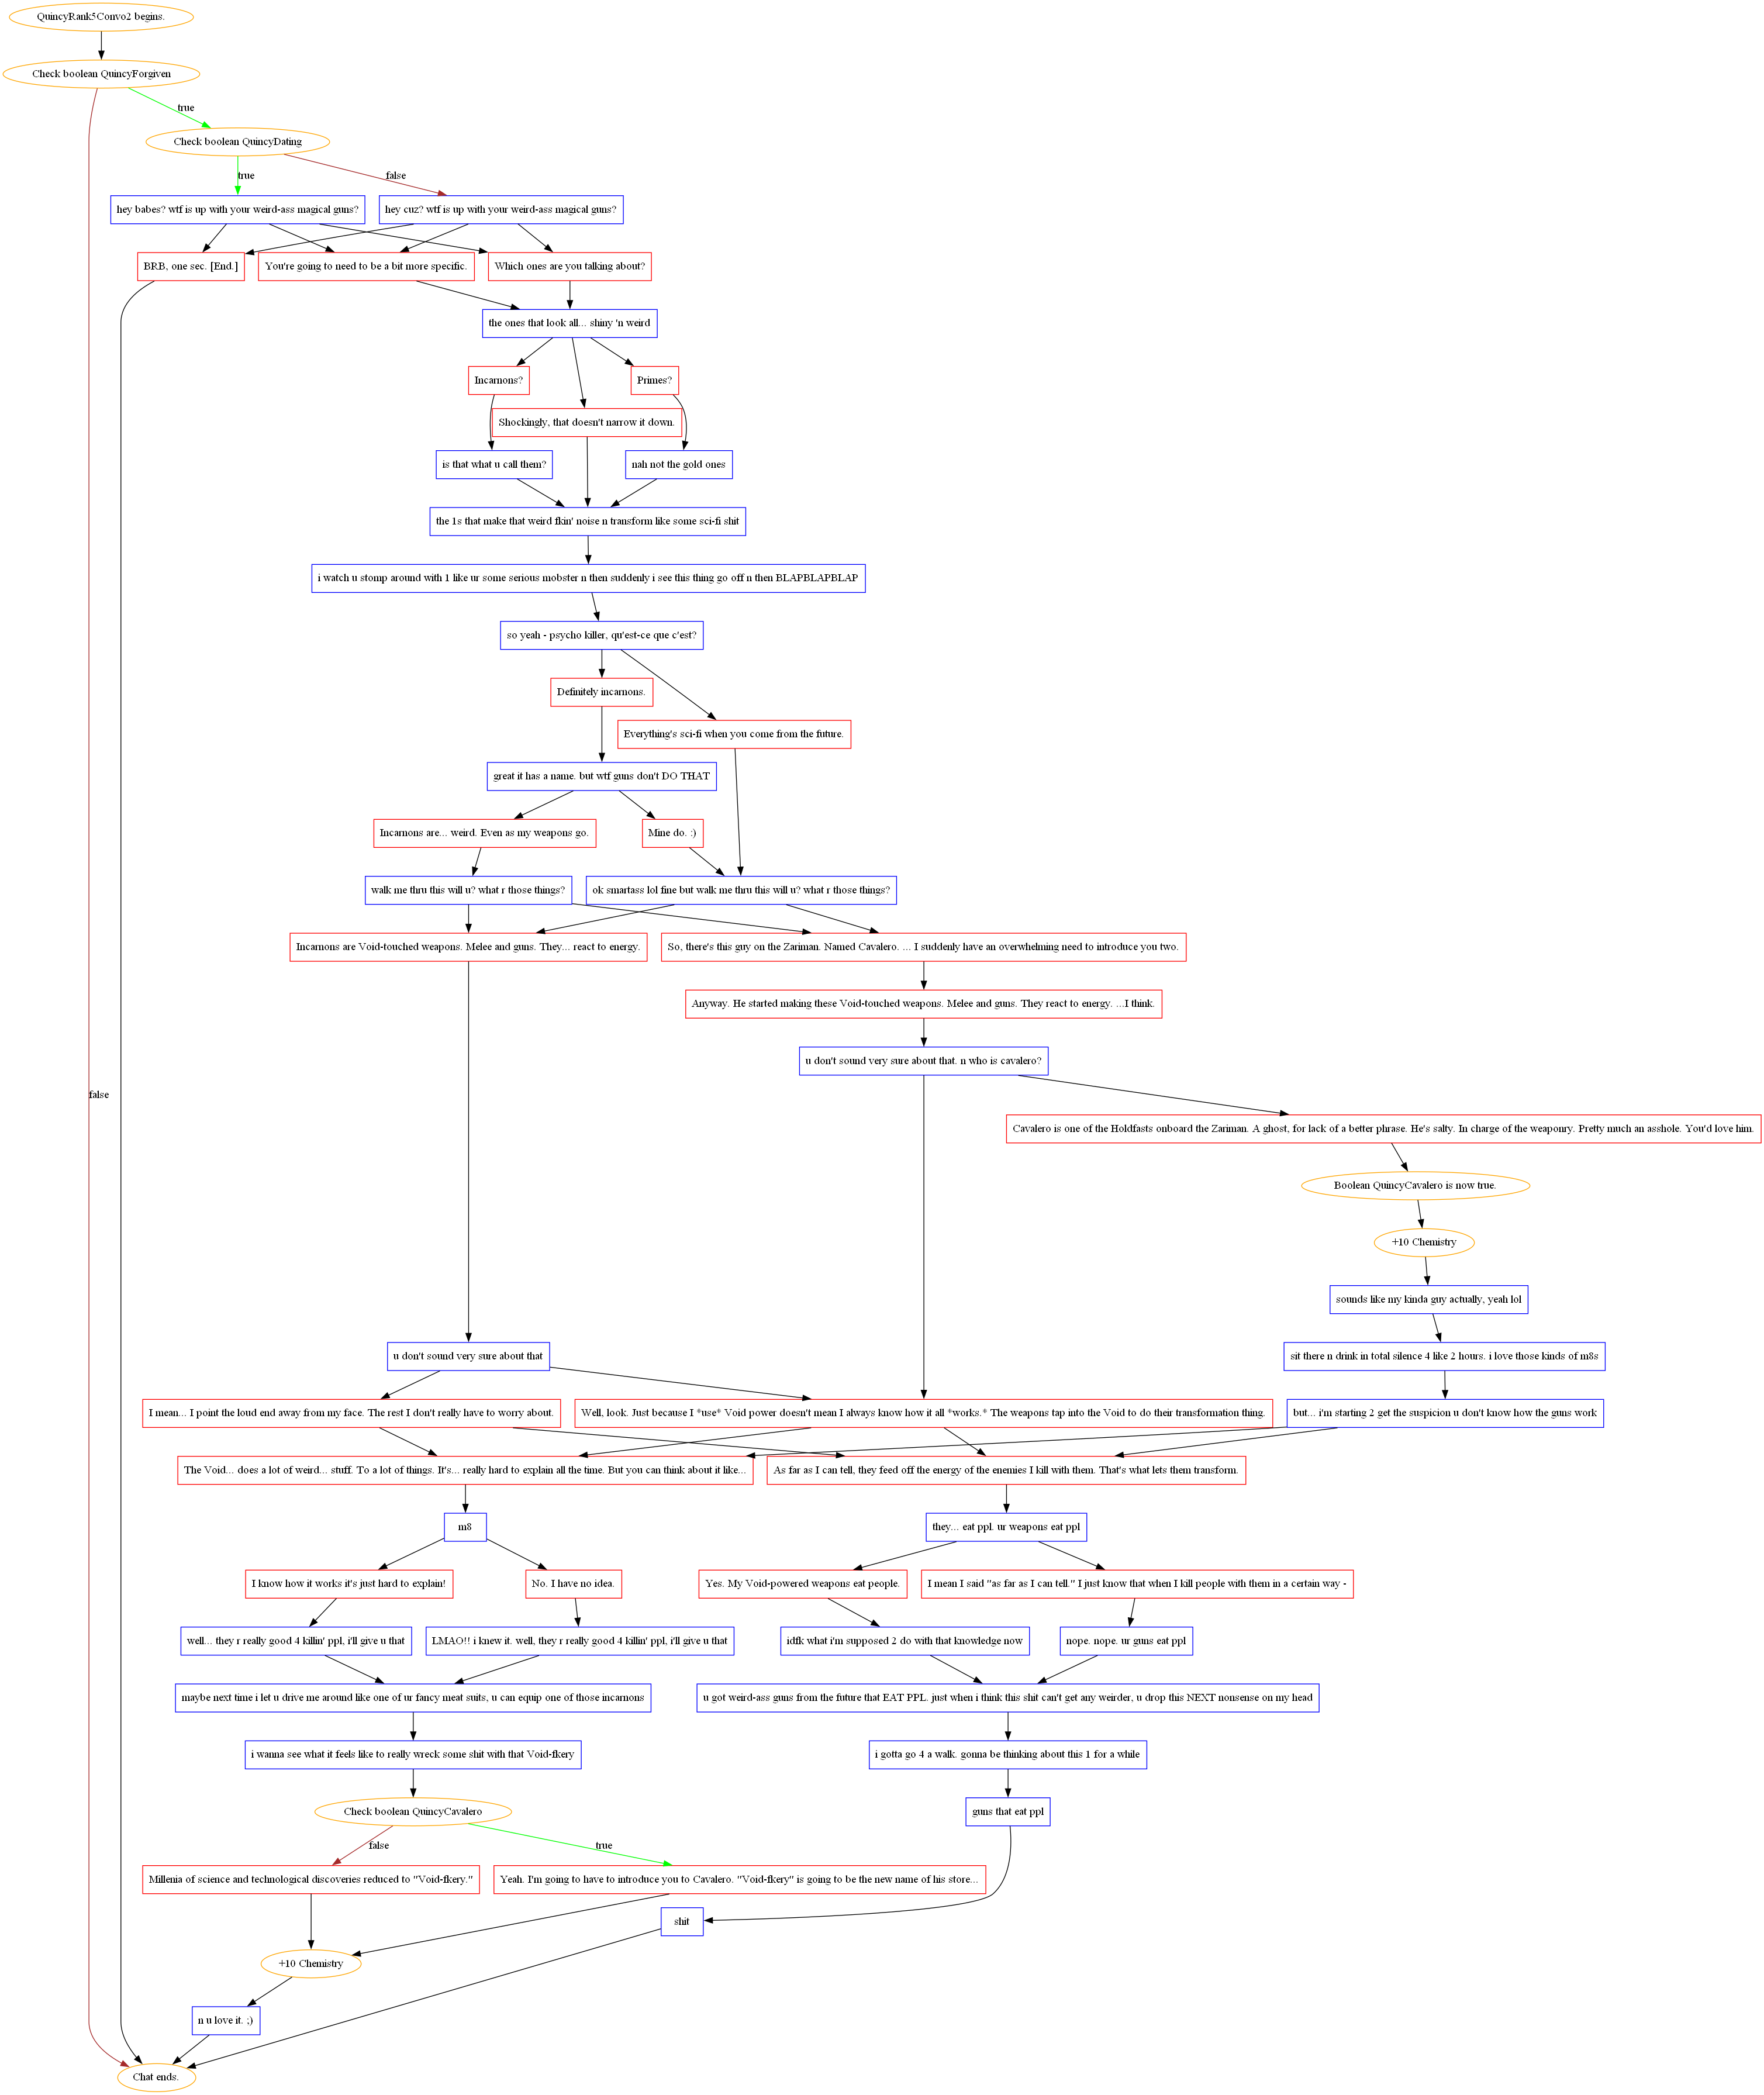 QuincyRank5Convo2 begins.
Check boolean QuincyForgiven
true
Check boolean QuincyDating
true
false
hey babes? wtf is up with your weird-ass magical guns?
hey cuz? wtf is up with your weird-ass magical guns?
BRB, one sec. [End.]
You're going to need to be a bit more specific.
Which ones are you talking about?
the ones that look all... shiny 'n weird
Incarnons?
Primes?
Shockingly, that doesn't narrow it down.
is that what u call them?
nah not the gold ones
the 1s that make that weird fkin' noise n transform like some sci-fi shit
i watch u stomp around with 1 like ur some serious mobster n then suddenly i see this thing go off n then BLAPBLAPBLAP
so yeah - psycho killer, qu'est-ce que c'est?
Definitely incarnons.
Everything's sci-fi when you come from the future.
great it has a name. but wtf guns don't DO THAT
Incarnons are... weird. Even as my weapons go.
Mine do. :)
walk me thru this will u? what r those things?
ok smartass lol fine but walk me thru this will u? what r those things?
Incarnons are Void-touched weapons. Melee and guns. They... react to energy.
So, there's this guy on the Zariman. Named Cavalero. ... I suddenly have an overwhelming need to introduce you two.
Anyway. He started making these Void-touched weapons. Melee and guns. They react to energy. ...I think.
u don't sound very sure about that. n who is cavalero?
false
Cavalero is one of the Holdfasts onboard the Zariman. A ghost, for lack of a better phrase. He's salty. In charge of the weaponry. Pretty much an asshole. You'd love him.
Boolean QuincyCavalero is now true.
+10 Chemistry
sounds like my kinda guy actually, yeah lol
u don't sound very sure about that
sit there n drink in total silence 4 like 2 hours. i love those kinds of m8s
I mean... I point the loud end away from my face. The rest I don't really have to worry about.
Well, look. Just because I *use* Void power doesn't mean I always know how it all *works.* The weapons tap into the Void to do their transformation thing.
but... i'm starting 2 get the suspicion u don't know how the guns work
The Void... does a lot of weird... stuff. To a lot of things. It's... really hard to explain all the time. But you can think about it like...
As far as I can tell, they feed off the energy of the enemies I kill with them. That's what lets them transform.
m8
they... eat ppl. ur weapons eat ppl
I know how it works it's just hard to explain!
No. I have no idea.
Yes. My Void-powered weapons eat people.
I mean I said "as far as I can tell." I just know that when I kill people with them in a certain way -
well... they r really good 4 killin' ppl, i'll give u that
LMAO!! i knew it. well, they r really good 4 killin' ppl, i'll give u that
idfk what i'm supposed 2 do with that knowledge now
nope. nope. ur guns eat ppl
maybe next time i let u drive me around like one of ur fancy meat suits, u can equip one of those incarnons
u got weird-ass guns from the future that EAT PPL. just when i think this shit can't get any weirder, u drop this NEXT nonsense on my head
i wanna see what it feels like to really wreck some shit with that Void-fkery
i gotta go 4 a walk. gonna be thinking about this 1 for a while
Check boolean QuincyCavalero
guns that eat ppl
false
true
Millenia of science and technological discoveries reduced to "Void-fkery."
Yeah. I'm going to have to introduce you to Cavalero. "Void-fkery" is going to be the new name of his store...
shit
+10 Chemistry
n u love it. ;)
Chat ends.